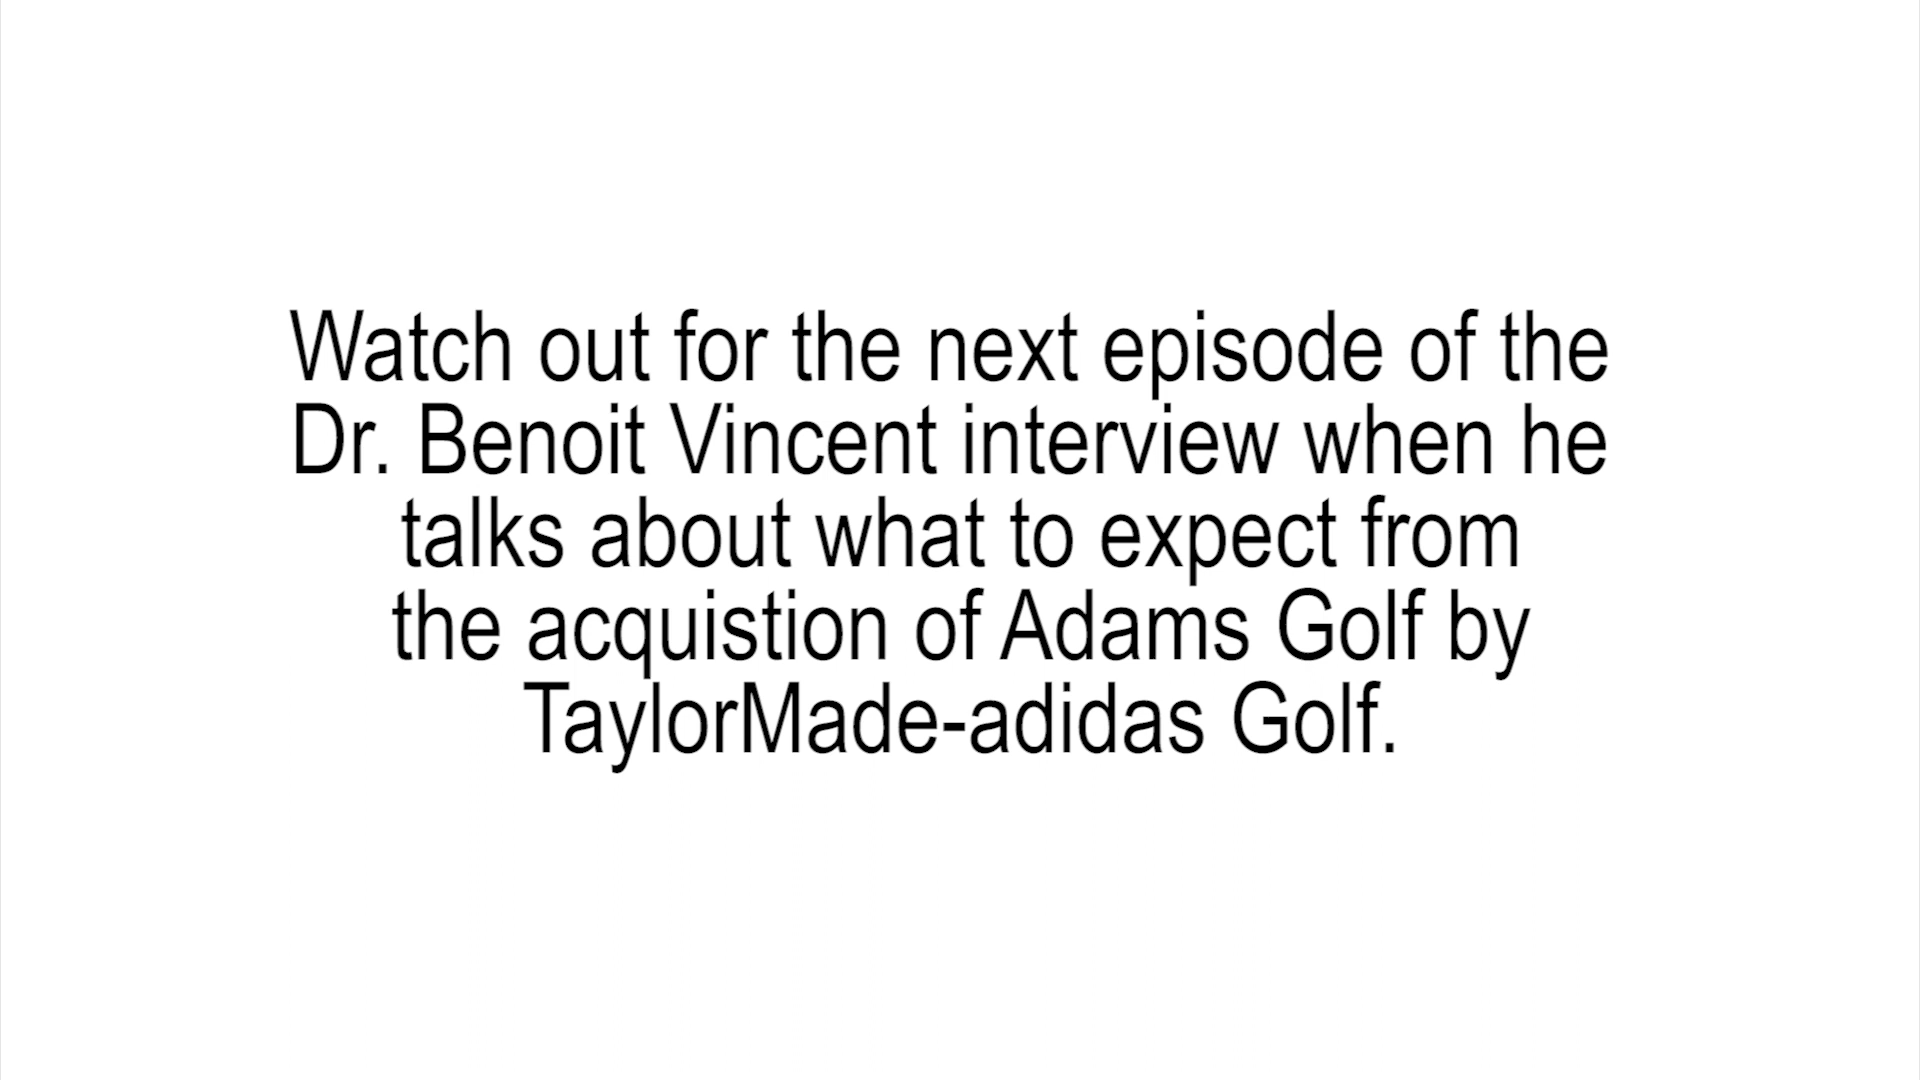 Watch out for the next episode of the
Dr. Benoit Vincent interview when he
talks about what to expect from
the acquistion of Adams Golf by
TaylorMade-adidas Golf.